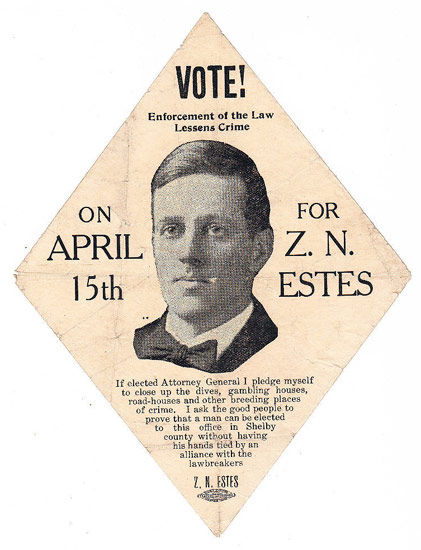 VOTE!
Enforcement of the Law
Lessens Crime
ON
APRIL
15th
FOR
Z. N.
ESTES
If elected Attorney General I pledge myself
to close up the dives, gambling houses,
road-houses and other breeding places
of crime. I ask the good people to
prove that a man can be elected
to this office in Shelby
county without having
his hands tied by an
alliance with the
lawbreakers
Z. N. ESTES